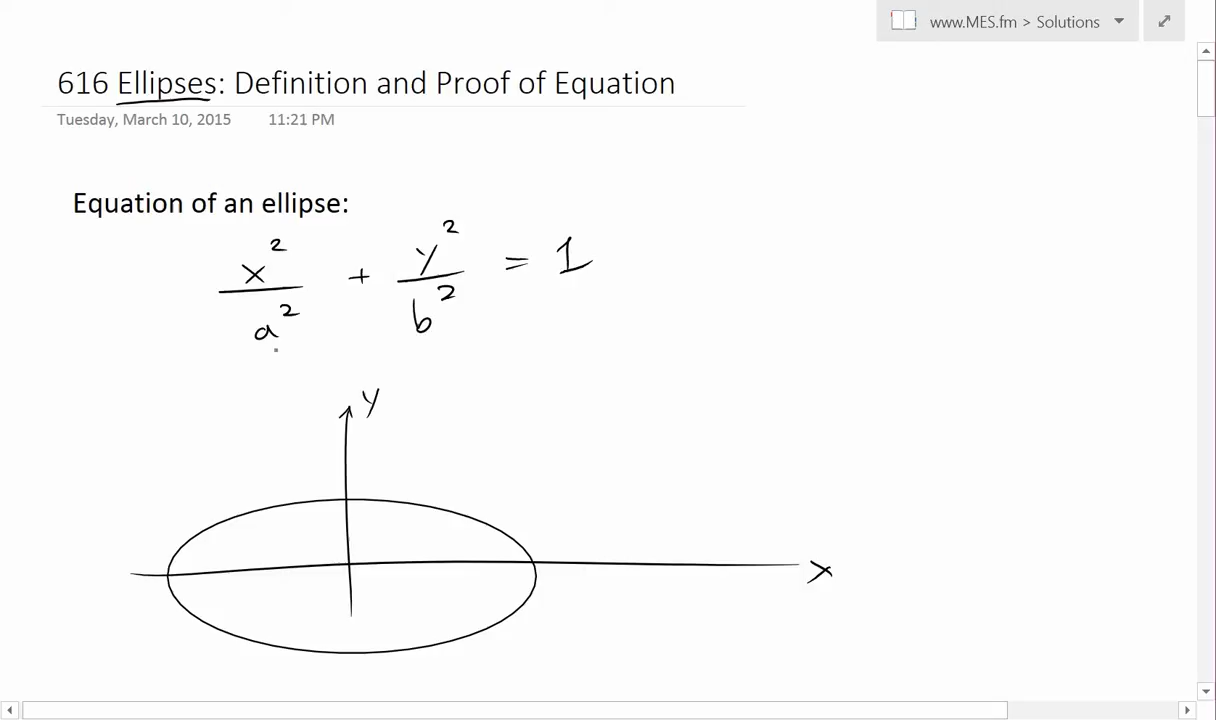 www.MES.fm > Solutions
616 Ellipses: Definition and Proof of Equation
Tuesday, March 10, 2015 11:21 PM
Equation of an ellipse:
x² / a² + y² / b² = 1
y
x